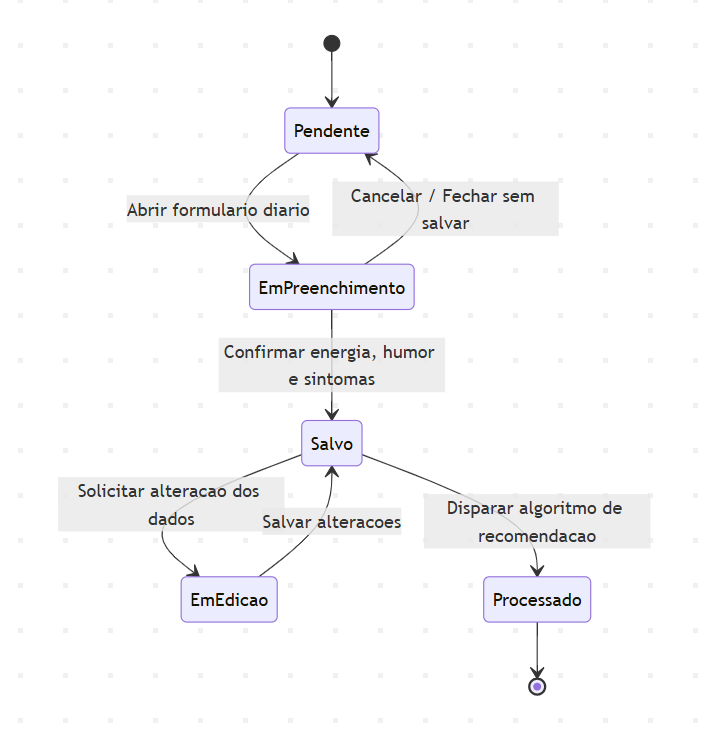 Pendente
Abrir formulario diario
Cancelar / Fechar sem
salvar
EmPreenchimento
Confirmar energia, humor
e sintomas
Salvo
Solicitar alteracao dos
dados
Salvar alteracoes
Disparar algoritmo de
recomendacao
EmEdicao
Processado